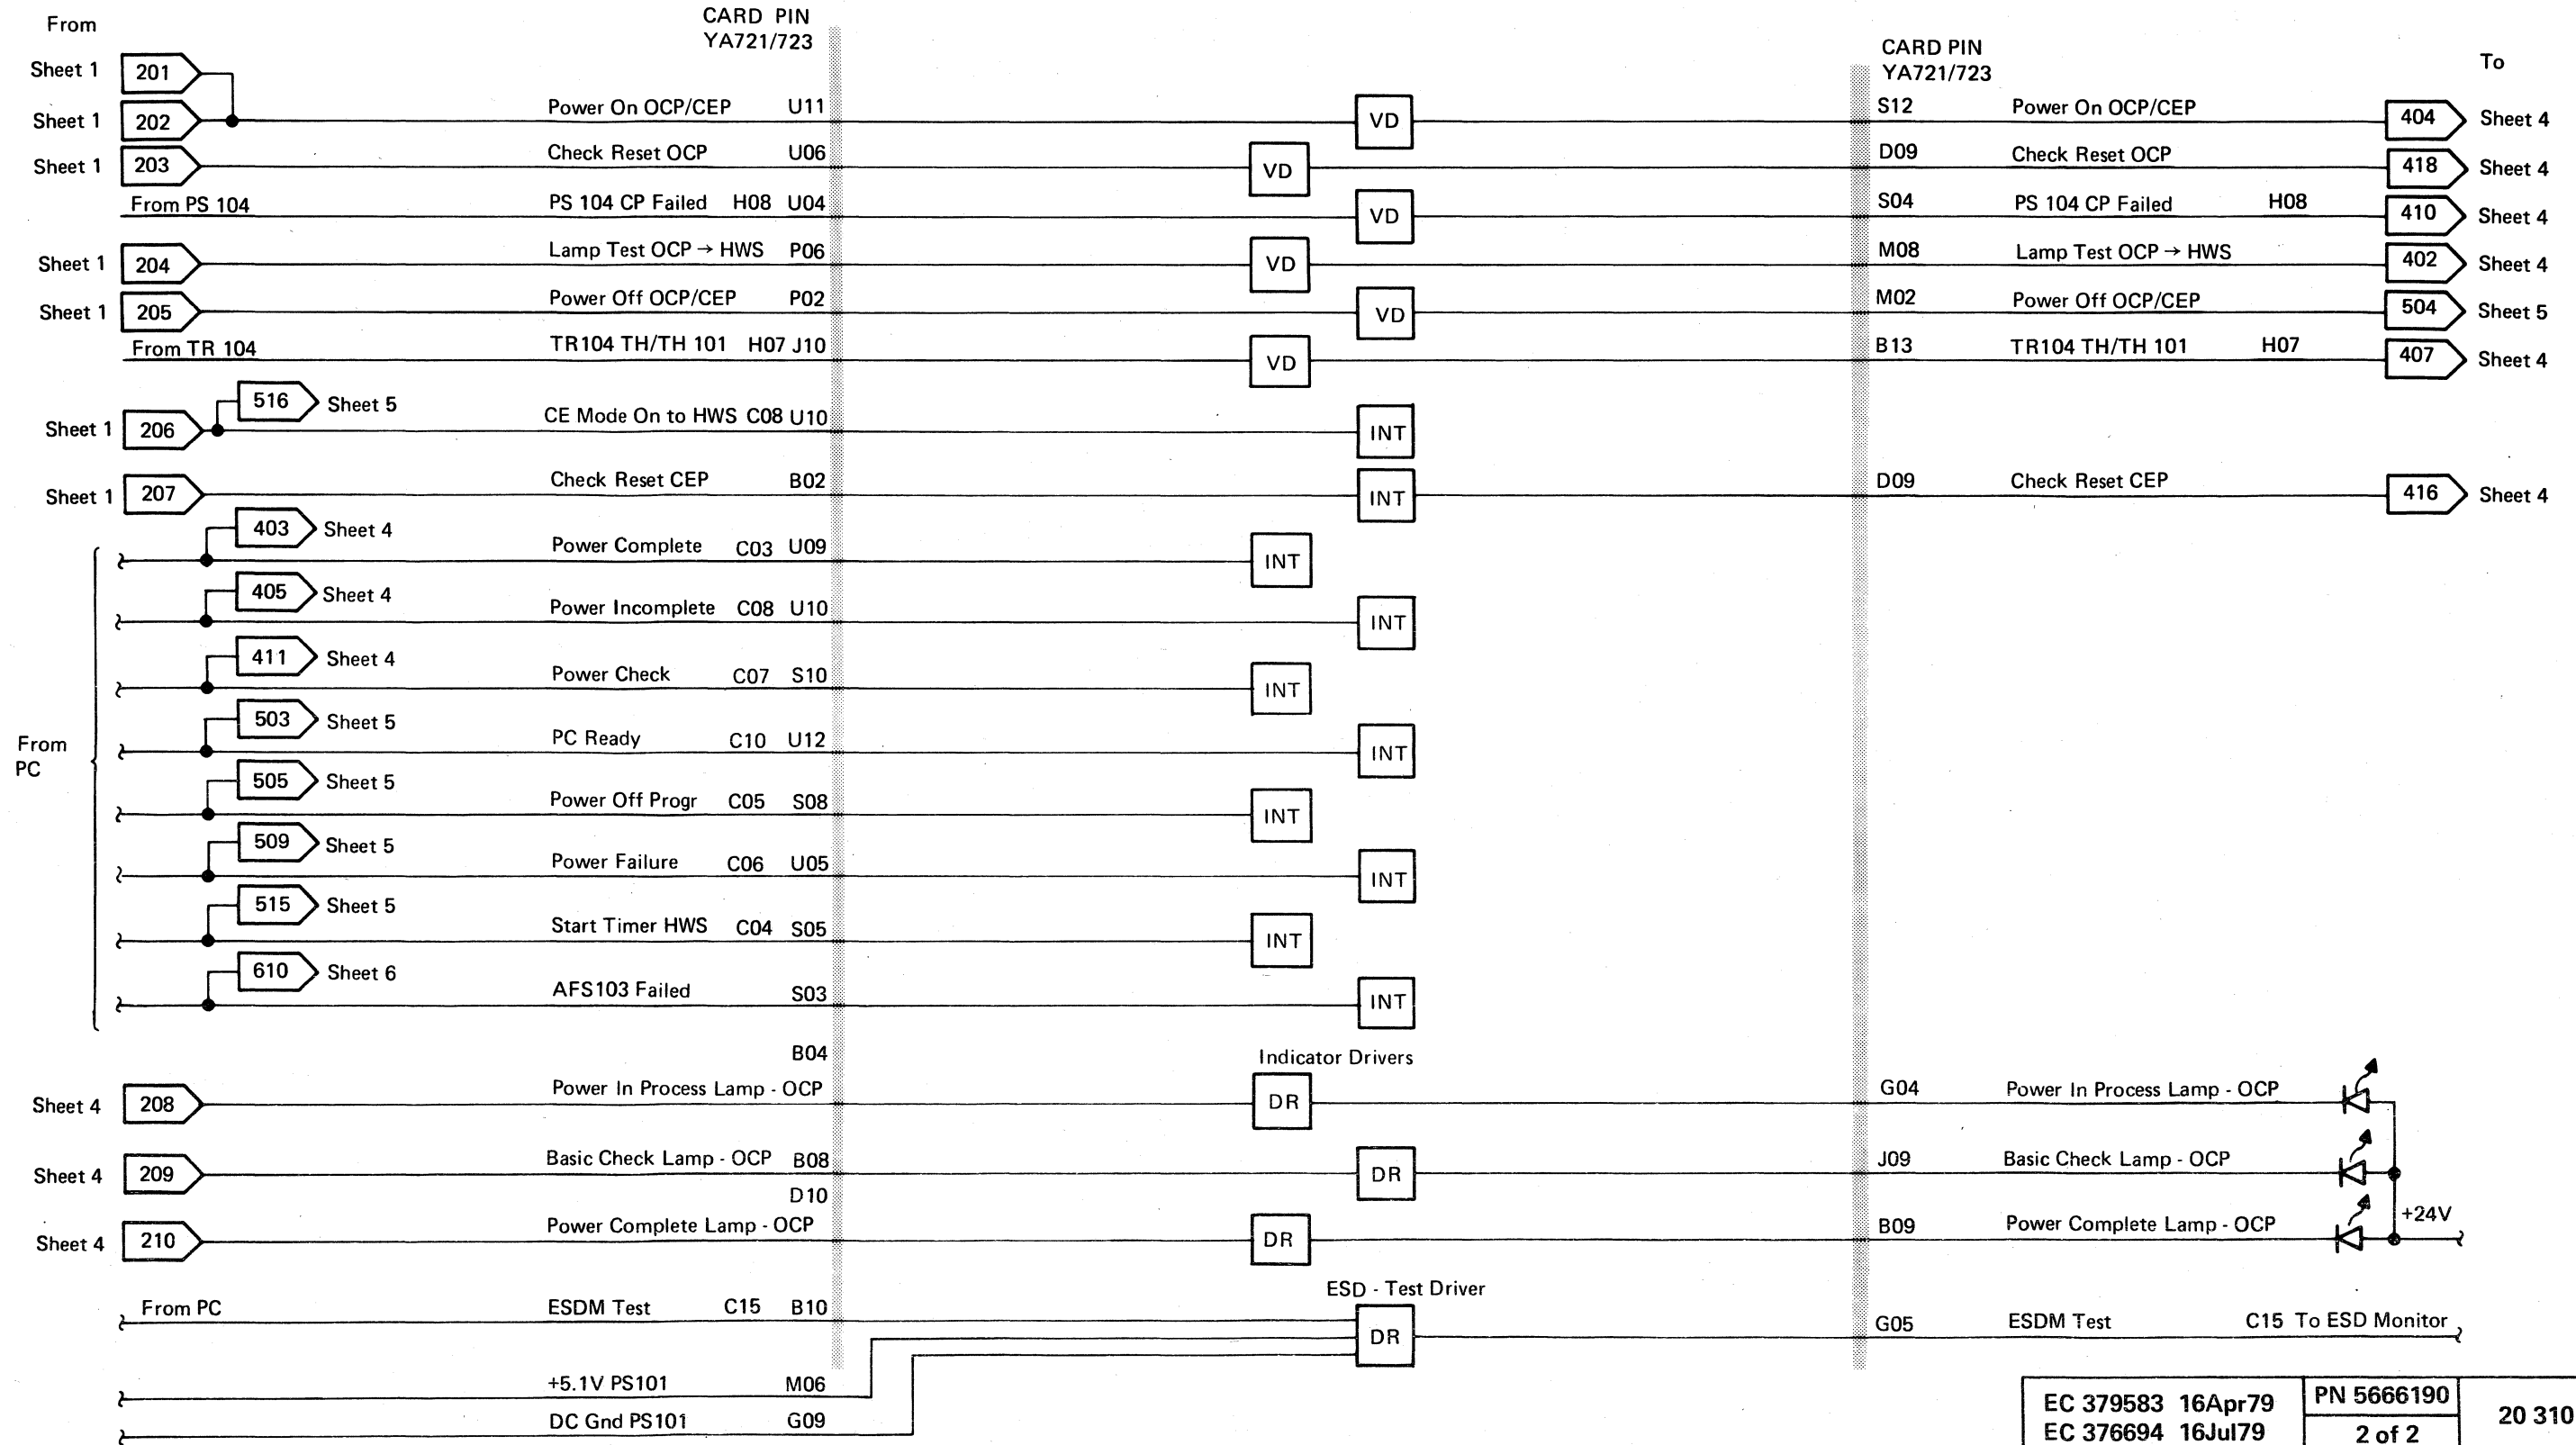 From
CARD PIN
YA721/723
CARD PIN
YA721/723
To
Sheet 1 201
Sheet 1 202 Power On OCP/CEP U11 VD S12 Power On OCP/CEP 404 Sheet 4
Sheet 1 203 Check Reset OCP U06 VD D09 Check Reset OCP 418 Sheet 4
From PS 104 PS 104 CP Failed H08 U04 VD S04 PS 104 CP Failed H08 410 Sheet 4
Sheet 1 204 Lamp Test OCP → HWS P06 VD M08 Lamp Test OCP → HWS 402 Sheet 4
Sheet 1 205 Power Off OCP/CEP P02 VD M02 Power Off OCP/CEP 504 Sheet 5
From TR 104 TR104 TH/TH 101 H07 J10 VD B13 TR104 TH/TH 101 H07 407 Sheet 4
516 Sheet 5
Sheet 1 206 CE Mode On to HWS C08 U10 INT
Sheet 1 207 Check Reset CEP B02 INT D09 Check Reset CEP 416 Sheet 4
403 Sheet 4
Power Complete C03 U09 INT
405 Sheet 4
Power Incomplete C08 U10 INT
411 Sheet 4
Power Check C07 S10 INT
503 Sheet 5
From
PC
PC Ready C10 U12 INT
505 Sheet 5
Power Off Progr C05 S08 INT
509 Sheet 5
Power Failure C06 U05 INT
515 Sheet 5
Start Timer HWS C04 S05 INT
610 Sheet 6
AFS103 Failed S03 INT
B04
Indicator Drivers
Sheet 4 208 Power In Process Lamp - OCP DR G04 Power In Process Lamp - OCP
Sheet 4 209 Basic Check Lamp - OCP B08 DR J09 Basic Check Lamp - OCP
D10
Sheet 4 210 Power Complete Lamp - OCP DR B09 Power Complete Lamp - OCP +24V
ESD - Test Driver
From PC ESDM Test C15 B10 DR G05 ESDM Test C15 To ESD Monitor
+5.1V PS101 M06
DC Gnd PS101 G09
EC 379583 16Apr79
EC 376694 16Jul79
PN 5666190
2 of 2
20 310